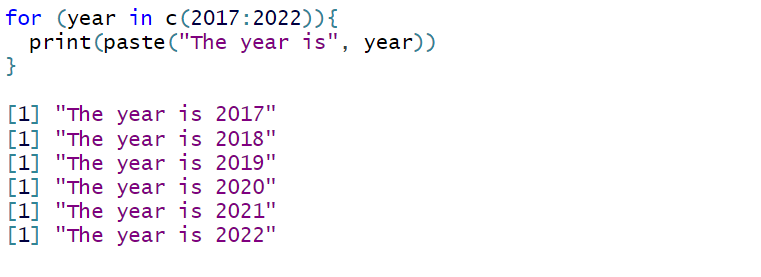 for (year in c(2017:2022)){
  print(paste("The year is", year))
}
[1] "The year is 2017"
[1] "The year is 2018"
[1] "The year is 2019"
[1] "The year is 2020"
[1] "The year is 2021"
[1] "The year is 2022"